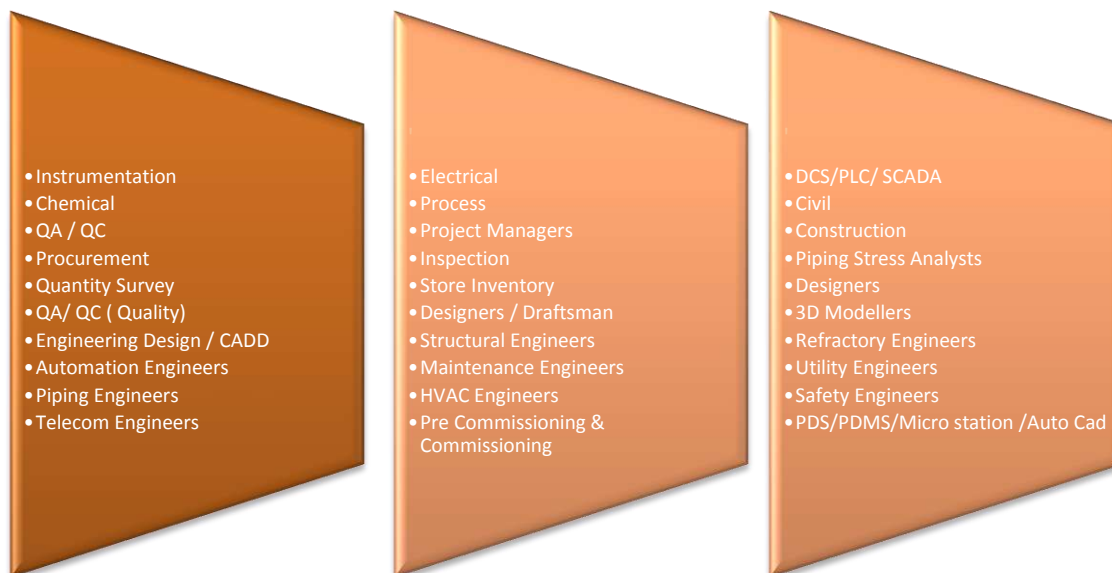 •Instrumentation
•Chemical
•QA / QC
•Procurement
•Quantity Survey
•QA/ QC ( Quality)
•Engineering Design / CADD
•Automation Engineers
•Piping Engineers
•Telecom Engineers
•Electrical
•Process
•Project Managers
•Inspection
•Store Inventory
•Designers / Draftsman
•Structural Engineers
•Maintenance Engineers
•HVAC Engineers
•Pre Commissioning &
Commissioning
•DCS/PLC/ SCADA
•Civil
•Construction
•Piping Stress Analysts
•Designers
•3D Modellers
•Refractory Engineers
•Utility Engineers
•Safety Engineers
•PDS/PDMS/Micro station /Auto Cad